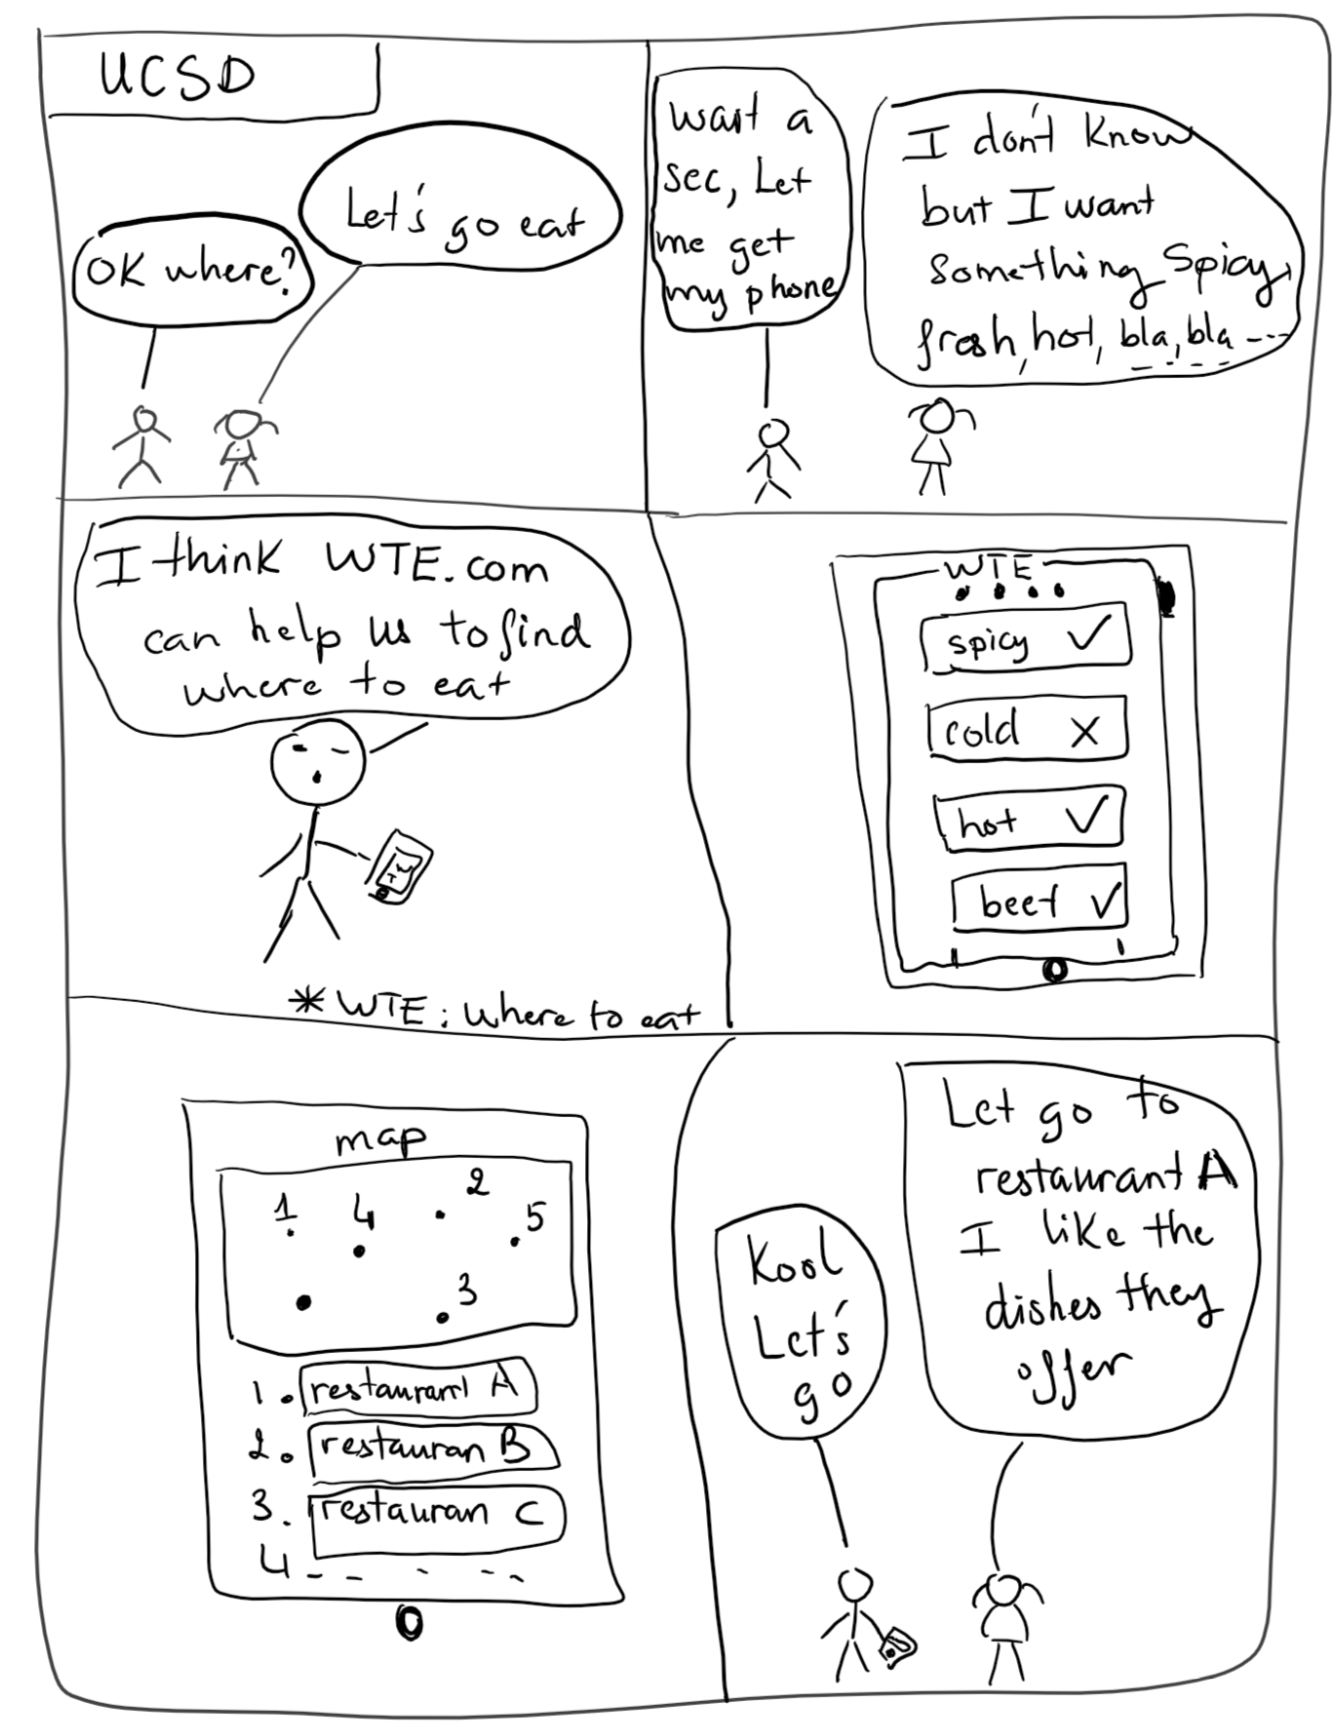 UCSD
Let's go eat
OK where?
wait a
sec, Let
me get
my phone
I don't know
but I want
something spicy,
fresh, hot, bla, bla ---
I think WTE.com
can help us to find
where to eat
* WTE : where to eat
WTE
spicy ✓
cold X
hot ✓
beef ✓
map
1 4 2 5
3
1. restaurant A
2. restauran B
3. restauran C
4 - - - - -
Let go to
restaurant A
I like the
dishes they
offer
Kool
Let's
go